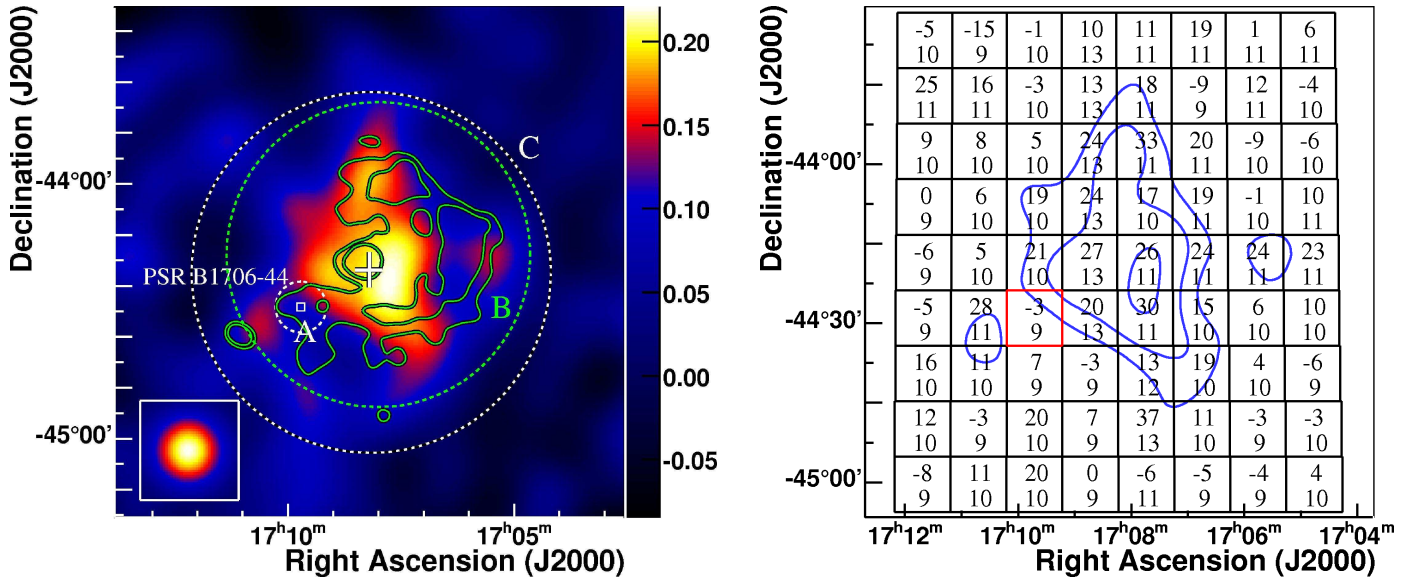 Declination (J2000)
-44°00'
-45°00'
17h10m
17h05m
Right Ascension (J2000)
PSR B1706-44
A
B
C
0.20
0.15
0.10
0.05
0.00
-0.05
Declination (J2000)
-44°00'
-44°30'
-45°00'
-5 -15 -1 10 11 19 1 6
10 9 10 13 11 11 11 11
25 16 -3 13 18 -9 12 -4
11 11 10 13 11 9 11 10
9 8 5 24 33 20 -9 -6
10 10 10 13 11 11 10 10
0 6 19 24 17 19 -1 10
9 10 10 13 10 11 10 11
-6 5 21 27 26 24 24 23
9 10 10 13 11 11 11 11
-5 28 -3 20 30 15 6 10
9 11 9 13 11 10 10 10
16 11 7 -3 13 19 4 -6
10 10 9 9 12 10 10 9
12 -3 20 7 37 11 -3 -3
10 9 10 9 13 10 9 10
-8 11 20 0 -6 -5 -4 4
9 10 10 9 11 9 9 10
17h12m
17h10m
17h08m
17h06m
17h04m
Right Ascension (J2000)